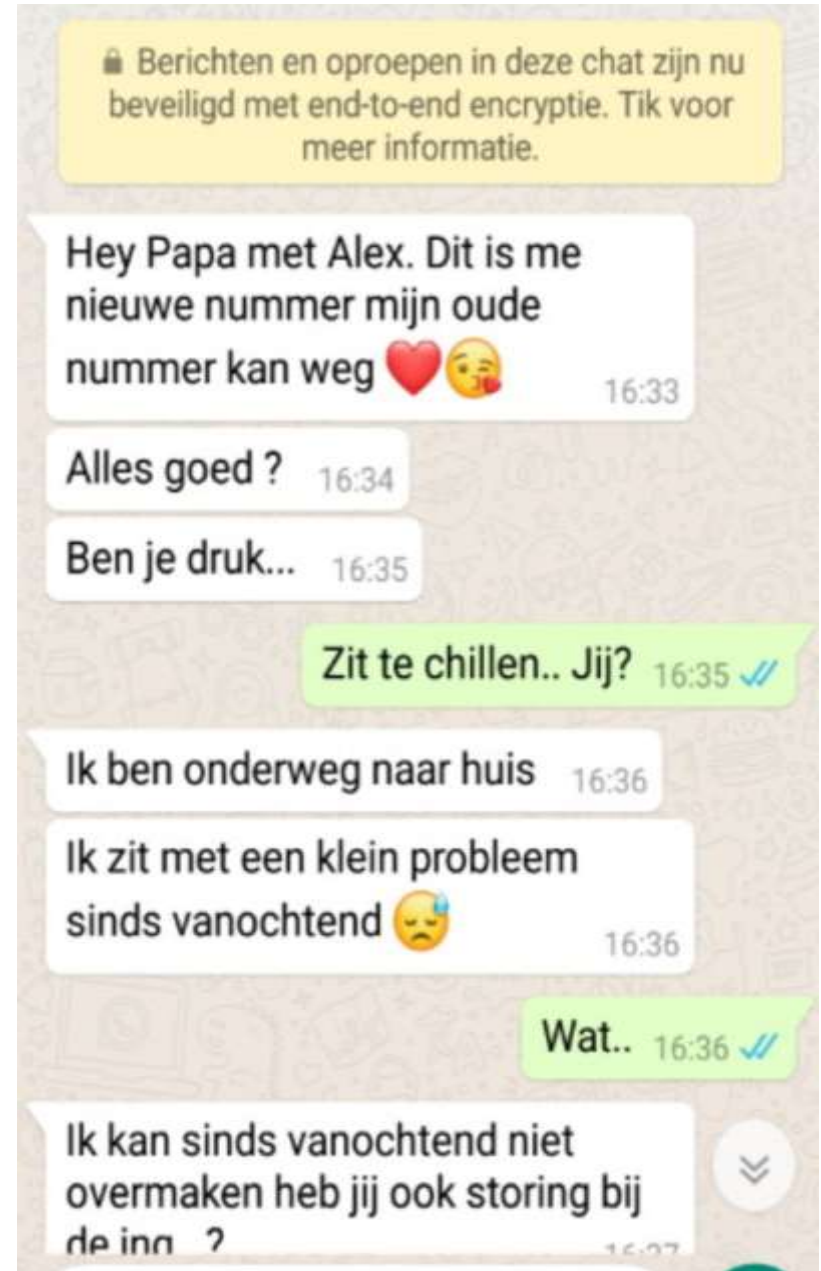 Berichten en oproepen in deze chat zijn nu
beveiligd met end-to-end encryptie. Tik voor
meer informatie.
Hey Papa met Alex. Dit is me
nieuwe nummer mijn oude
nummer kan weg ❤️😘
16:33
Alles goed ? 16:34
Ben je druk... 16:35
Zit te chillen.. Jij? 16:35
Ik ben onderweg naar huis 16:36
Ik zit met een klein probleem
sinds vanochtend 😓
16:36
Wat.. 16:36
Ik kan sinds vanochtend niet
overmaken heb jij ook storing bij
de ing ?
16:37